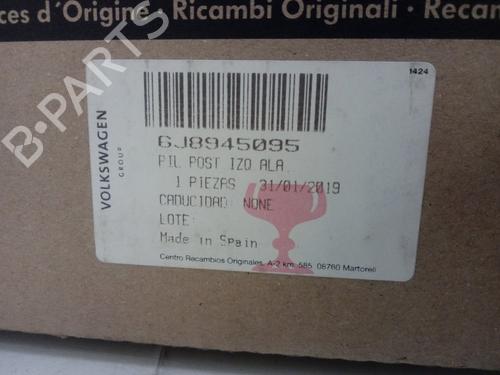 ces d'Origine · Ricambi Originali · Recam
1424
VOLKSWAGEN
GROUP
6J8945095
PIL POST IZQ ALA.
1 PIEZAS 31/01/2019
CADUCIDAD: NONE
LOTE:
Made in Spain
Centro Recambios Originales, A-2 km. 585 08760 Martorell
B-PARTS